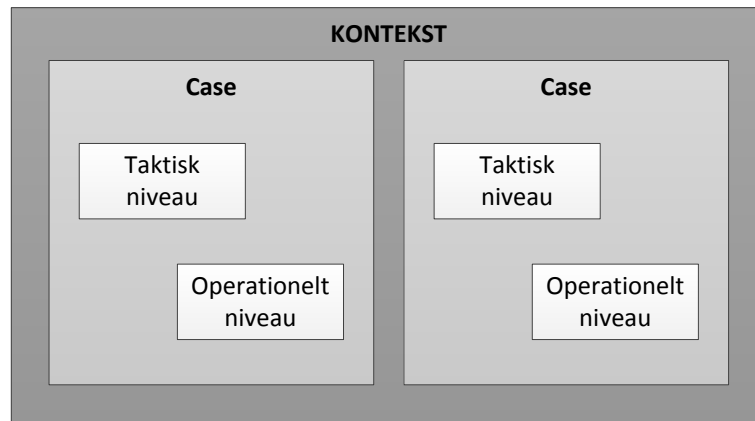 KONTEKST
Case
Taktisk
niveau
Operationelt
niveau
Case
Taktisk
niveau
Operationelt
niveau